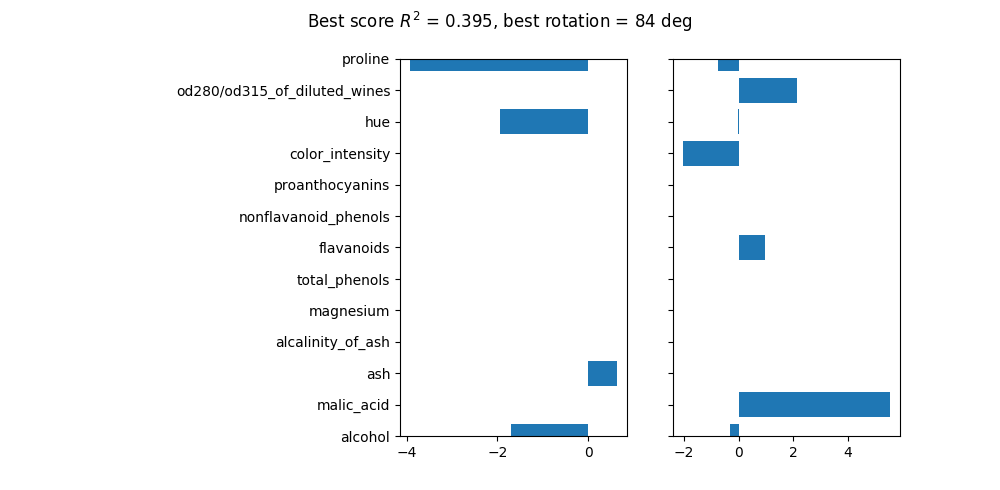 Best score R² = 0.395, best rotation = 84 deg
proline
od280/od315_of_diluted_wines
hue
color_intensity
proanthocyanins
nonflavanoid_phenols
flavanoids
total_phenols
magnesium
alcalinity_of_ash
ash
malic_acid
alcohol
−4 −2 0
−2 0 2 4